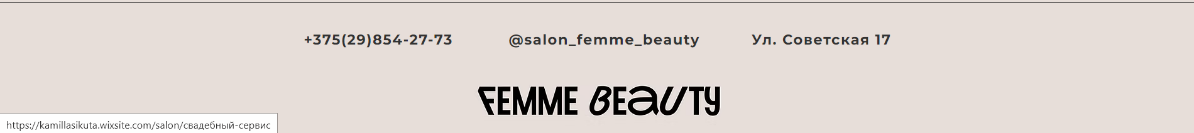 +375(29)854-27-73 @salon_femme_beauty Ул. Советская 17
FEMME BEAUTY
https://kamillasikuta.wixsite.com/salon/свадебный-сервис